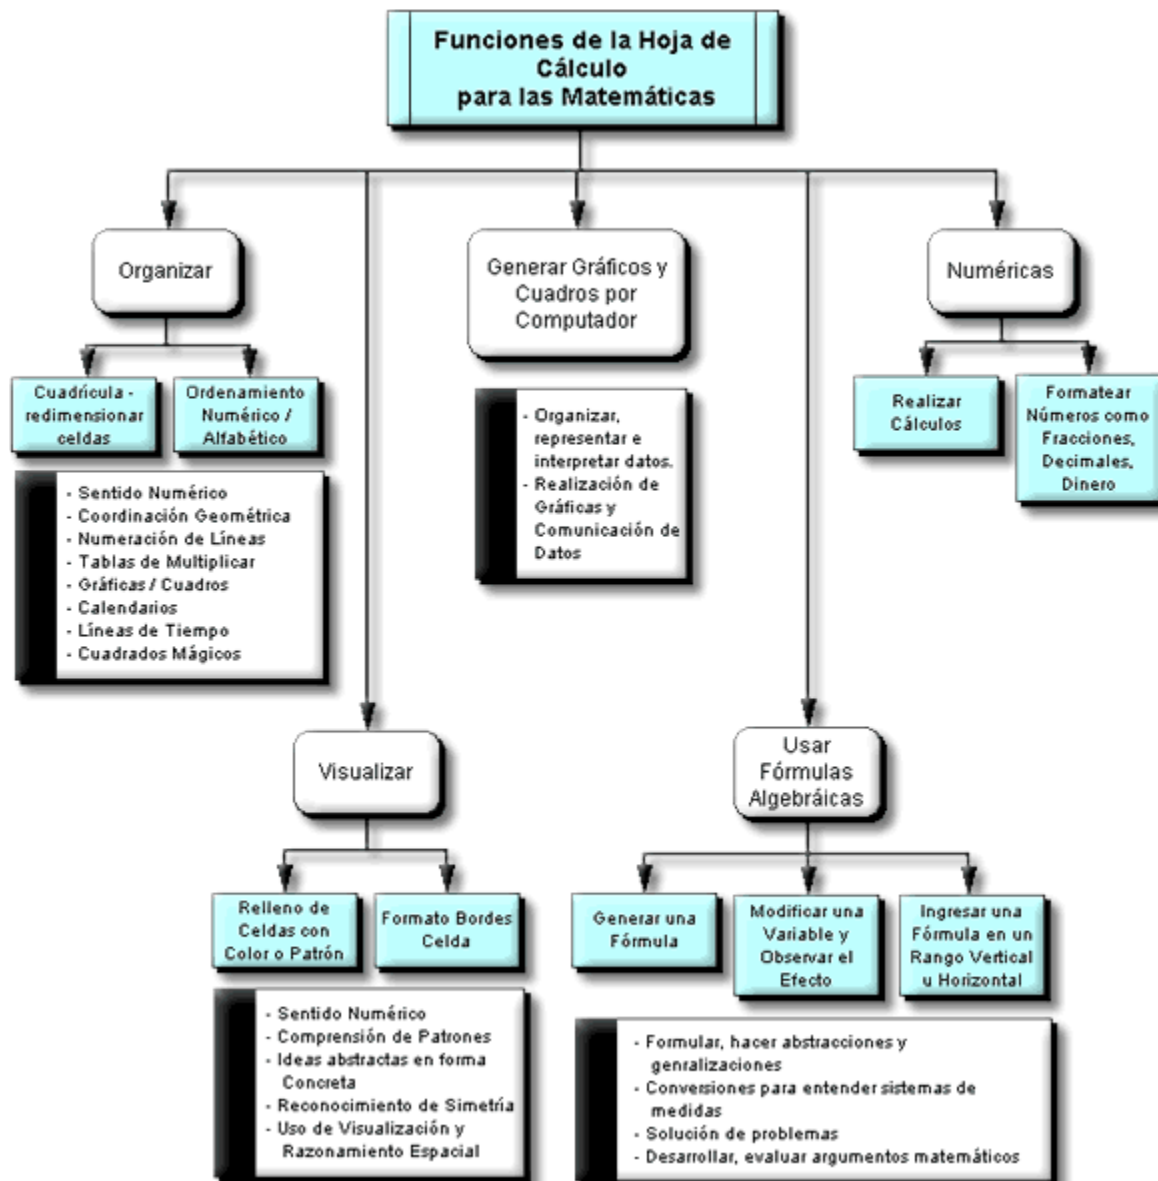 Funciones de la Hoja de
Cálculo
para las Matemáticas
Organizar
Generar Gráficos y
Cuadros por
Computador
Numéricas
Cuadrícula -
redimensionar
celdas
Ordenamiento
Numérico /
Alfabético
- Organizar,
representar e
interpretar datos.
- Realización de
Gráficas y
Comunicación de
Datos
Realizar
Cálculos
Formatear
Números como
Fracciones,
Decimales,
Dinero
- Sentido Numérico
- Coordinación Geométrica
- Numeración de Líneas
- Tablas de Multiplicar
- Gráficas / Cuadros
- Calendarios
- Líneas de Tiempo
- Cuadrados Mágicos
Visualizar
Usar
Fórmulas
Algebráicas
Relleno de
Celdas con
Color o Patrón
Formato Bordes
Celda
Generar una
Fórmula
Modificar una
Variable y
Observar el
Efecto
Ingresar una
Fórmula en un
Rango Vertical
u Horizontal
- Sentido Numérico
- Comprensión de Patrones
- Ideas abstractas en forma
Concreta
- Reconocimiento de Simetría
- Uso de Visualización y
Razonamiento Espacial
- Formular, hacer abstracciones y
genralizaciones
- Conversiones para entender sistemas de
medidas
- Solución de problemas
- Desarrollar, evaluar argumentos matemáticos